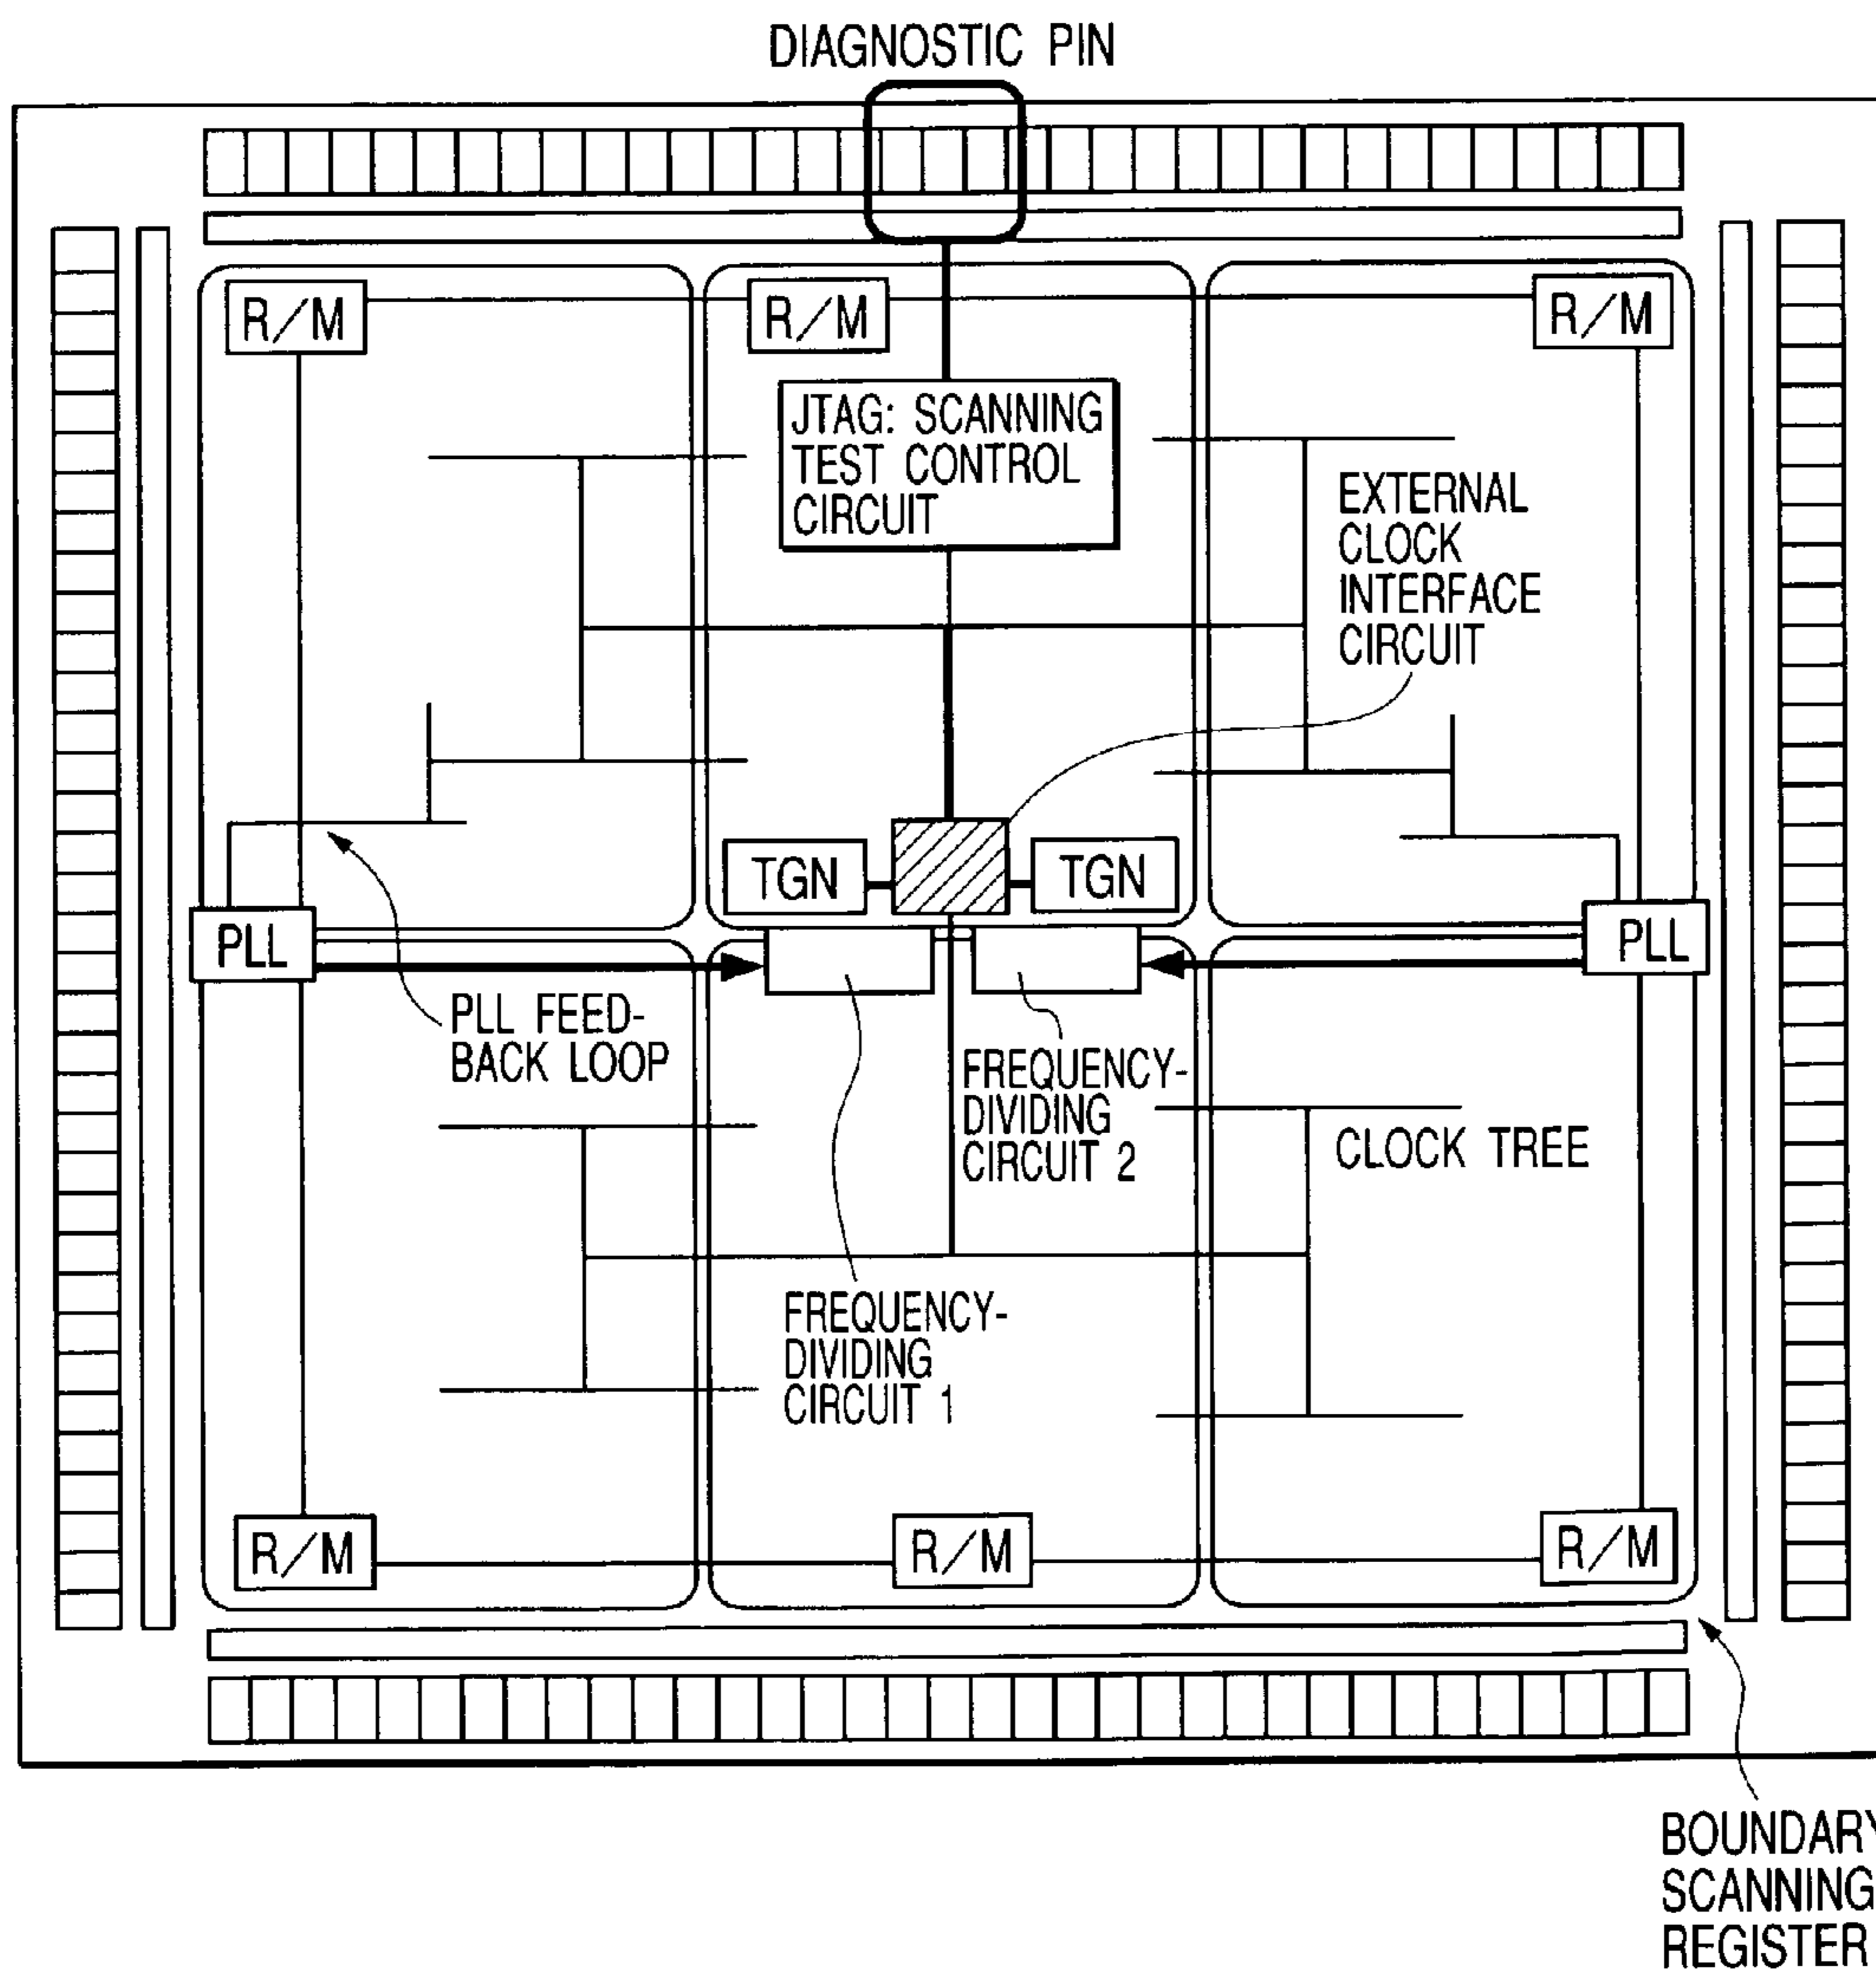 DIAGNOSTIC PIN
R/M
R/M
R/M
JTAG: SCANNING
TEST CONTROL
CIRCUIT
EXTERNAL
CLOCK
INTERFACE
CIRCUIT
TGN
TGN
PLL
PLL
PLL FEED-
BACK LOOP
FREQUENCY-
DIVIDING
CIRCUIT 2
CLOCK TREE
FREQUENCY-
DIVIDING
CIRCUIT 1
R/M
R/M
R/M
BOUNDARY
SCANNING
REGISTER